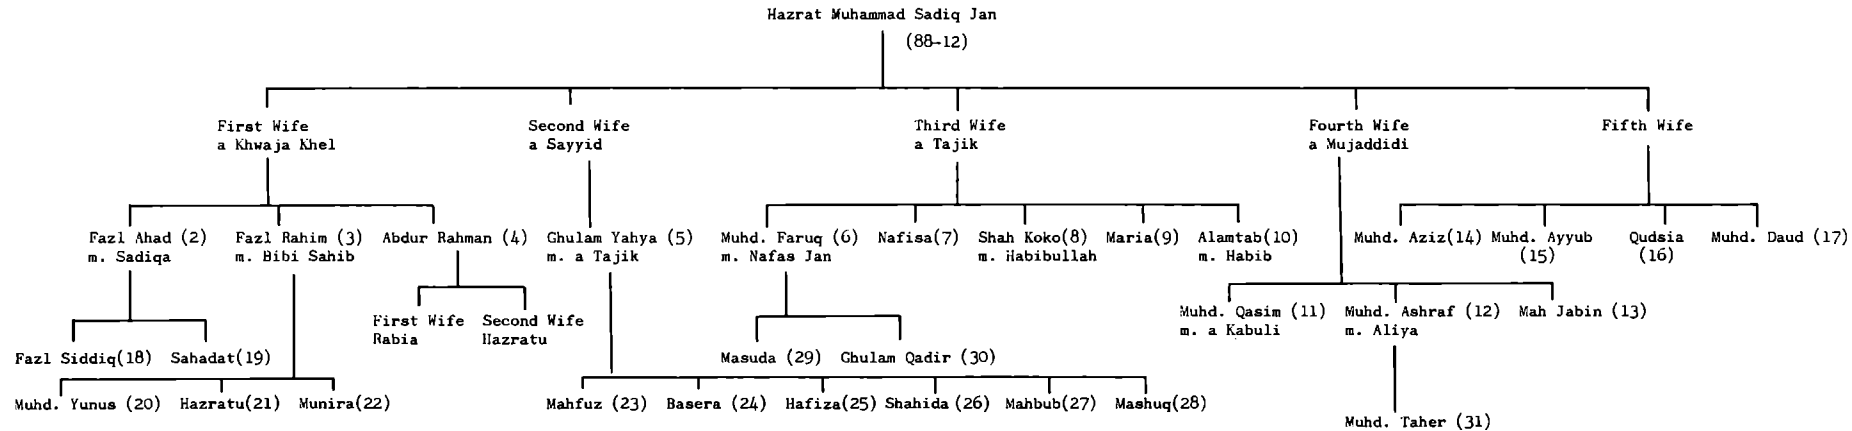 Hazrat Muhammad Sadiq Jan
(88-12)
First Wife
a Khwaja Khel
Second Wife
a Sayyid
Third Wife
a Tajik
Fourth Wife
a Mujaddidi
Fifth Wife
Fazl Ahad (2)
m. Sadiqa
Fazl Rahim (3)
m. Bibi Sahib
Abdur Rahman (4)
Ghulam Yahya (5)
m. a Tajik
Muhd. Faruq (6)
m. Nafas Jan
Nafisa(7)
Shah Koko(8)
m. Habibullah
Maria(9)
Alamtab(10)
m. Habib
Muhd. Aziz(14)
Muhd. Ayyub
(15)
Qudsia
(16)
Muhd. Daud (17)
First Wife
Rabia
Second Wife
Hazratu
Muhd. Qasim (11)
m. a Kabuli
Muhd. Ashraf (12)
m. Aliya
Mah Jabin (13)
Fazl Siddiq(18)
Sahadat(19)
Masuda (29)
Ghulam Qadir (30)
Muhd. Yunus (20)
Hazratu(21)
Munira(22)
Mahfuz (23)
Basera (24)
Hafiza(25)
Shahida (26)
Mahbub(27)
Mashuq(28)
Muhd. Taher (31)